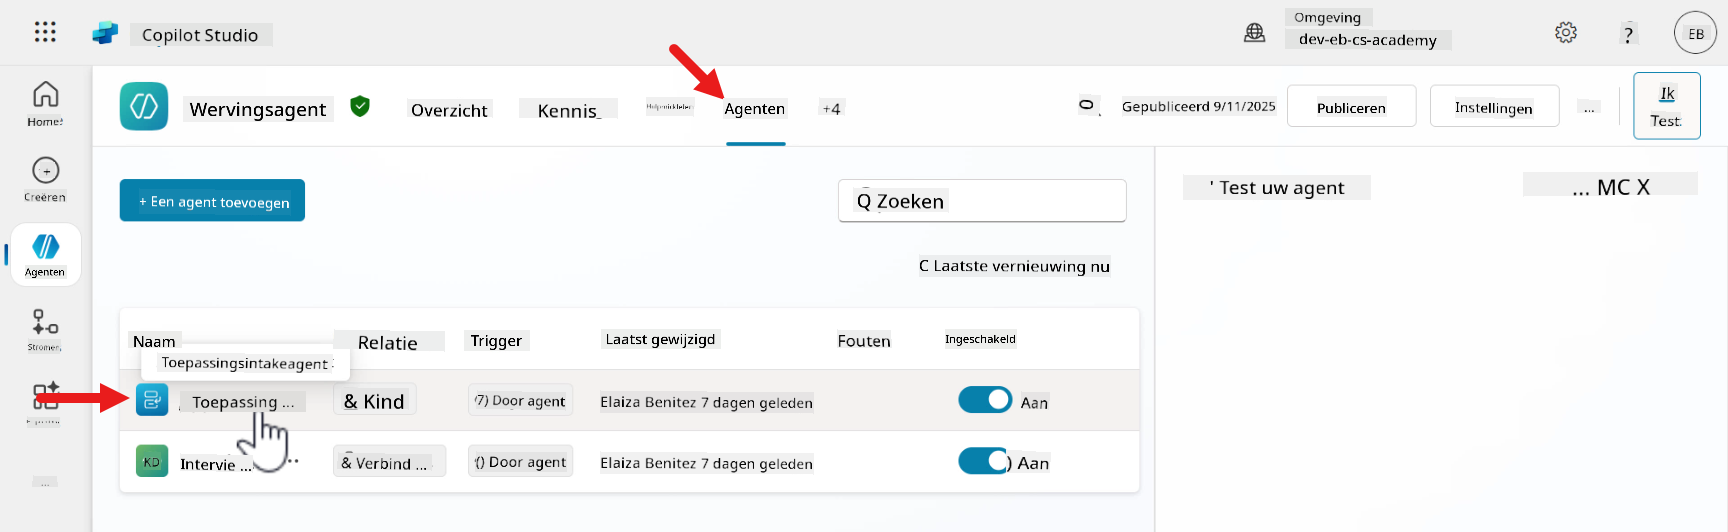 Copilot Studio
Omgeving
dev-eb-cs-academy
?
EB
Home
Creëren
Agenten
Stromen
...
Wervingsagent
Overzicht
Kennis
Agenten
+4
Gepubliceerd 9/11/2025
Publiceren
Instellingen
...
Ik
Test
+ Een agent toevoegen
Q Zoeken
C Laatste vernieuwing nu
' Test uw agent
... MC X
Naam
Relatie
Trigger
Laatst gewijzigd
Fouten
Ingeschakeld
Toepassingsintakeagent
Toepassing ...
& Kind
7) Door agent
Elaiza Benitez 7 dagen geleden
Aan
KD
Intervie ...
& Verbind ...
() Door agent
Elaiza Benitez 7 dagen geleden
) Aan